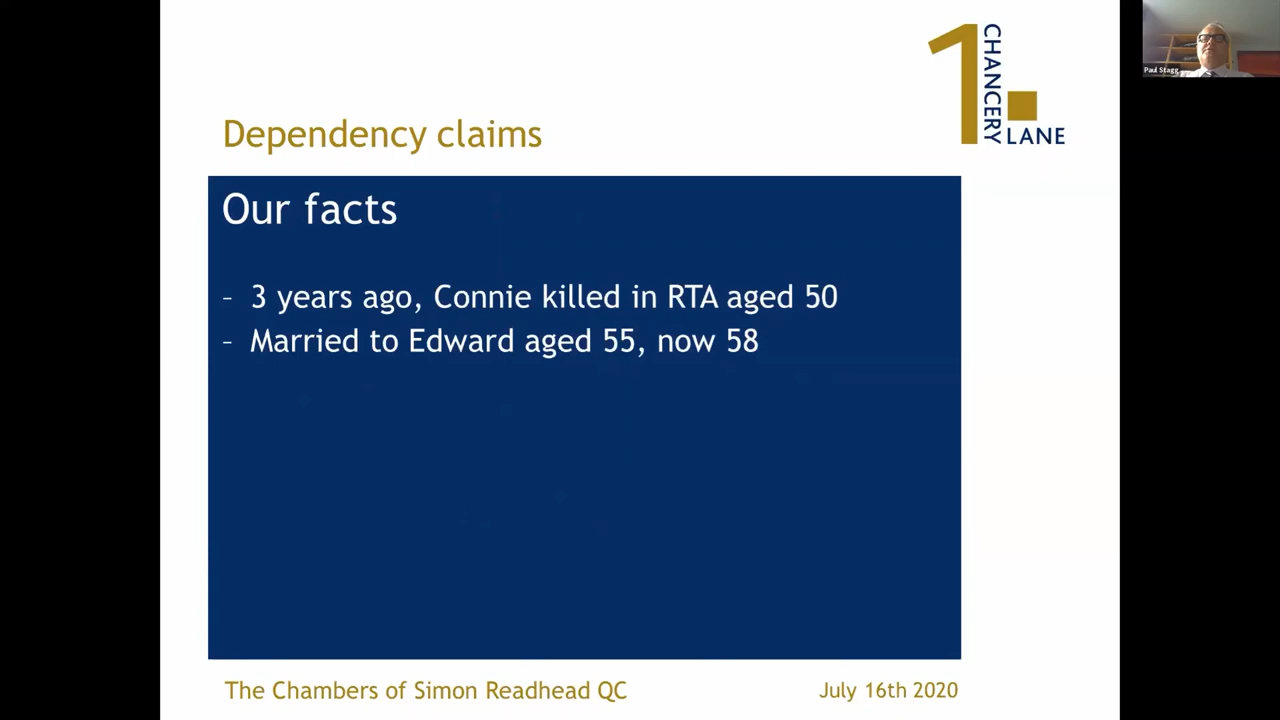 1 CHANCERY LANE
Paul Stagg
Dependency claims
Our facts
- 3 years ago, Connie killed in RTA aged 50
- Married to Edward aged 55, now 58
The Chambers of Simon Readhead QC
July 16th 2020